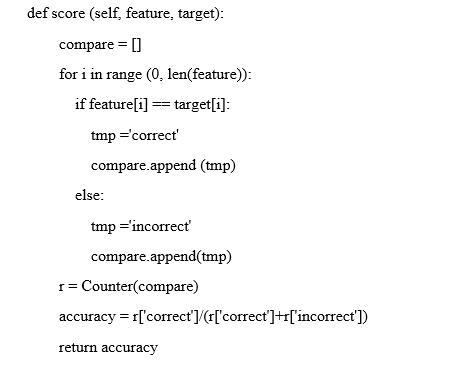 def score (self, feature, target):
compare = []
for i in range (0, len(feature)):
if feature[i] == target[i]:
tmp ='correct'
compare.append (tmp)
else:
tmp ='incorrect'
compare.append(tmp)
r = Counter(compare)
accuracy = r['correct']/(r['correct']+r['incorrect'])
return accuracy